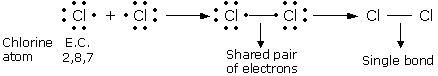 Cl + Cl Cl Cl Cl Cl
Chlorine E.C.
atom 2,8,7
Shared pair
of electrons
Single bond